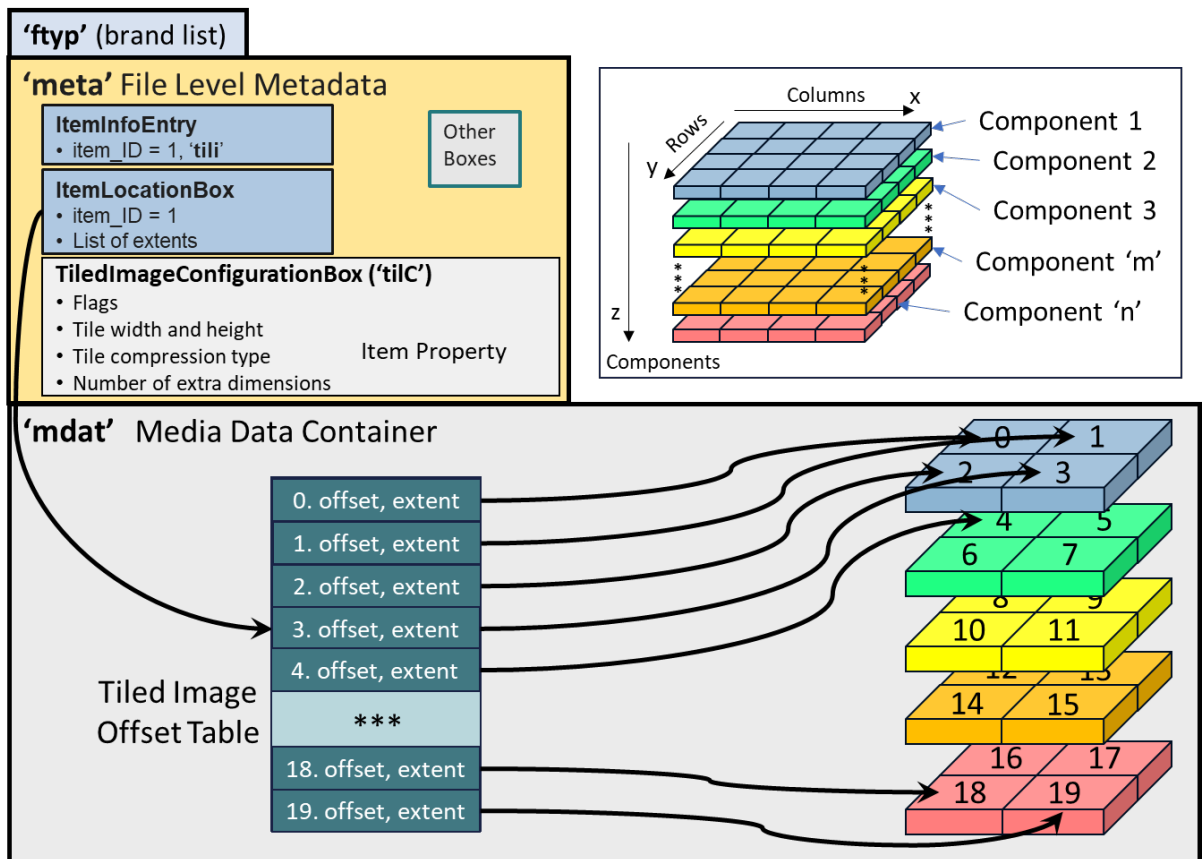 ‘ftyp’ (brand list)
‘meta’ File Level Metadata
ItemInfoEntry
• item_ID = 1, ‘tili’
Other
Boxes
ItemLocationBox
• item_ID = 1
• List of extents
TiledImageConfigurationBox (‘tilC’)
• Flags
• Tile width and height
• Tile compression type
• Number of extra dimensions
Item Property
Columns
x
Rows
y
z
Components
Component 1
Component 2
Component 3
Component ‘m’
Component ‘n’
***
***
***
‘mdat’ Media Data Container
0. offset, extent
1. offset, extent
2. offset, extent
3. offset, extent
4. offset, extent
***
18. offset, extent
19. offset, extent
Tiled Image
Offset Table
0 1
2 3
4 5
6 7
8 9
10 11
12 13
14 15
16 17
18 19